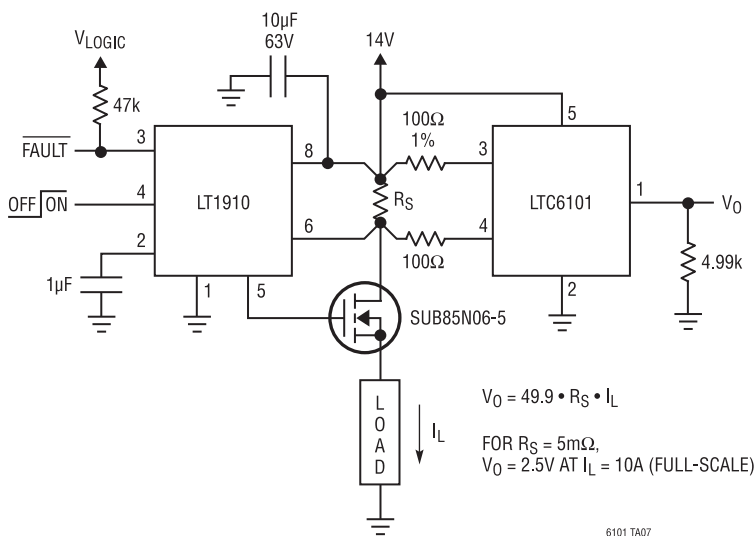 10µF
63V
14V
VLOGIC
47k
FAULT
3
8
100Ω
1%
3
5
OFF ON
4
LT1910
RS
LTC6101
1
VO
2
6
4
100Ω
4.99k
1µF
1
5
2
SUB85N06-5
LOAD
IL
VO = 49.9 • RS • IL
FOR RS = 5mΩ,
VO = 2.5V AT IL = 10A (FULL-SCALE)
6101 TA07